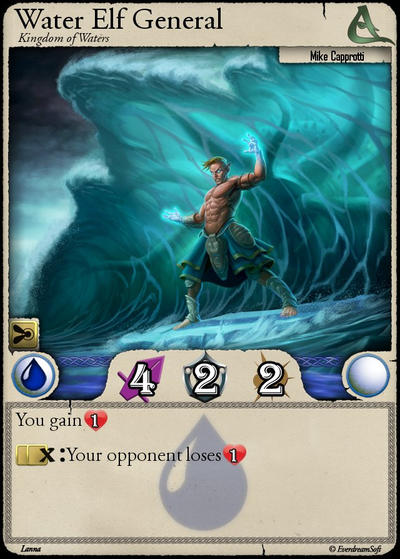 Water Elf General
Kingdom of Waters
Mike Capprotti
4 2 2
You gain 1
X : Your opponent loses 1
Lanna
© EverdreamSoft